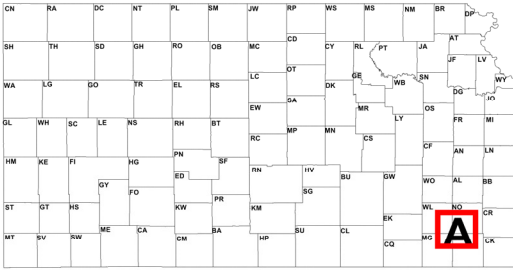 CN RA DC NT PL SM JW RP WS MS NM BR DP
CD AT
SH TH SD GH RO OB MC CY RL PT JA
JF LV
OT GE SN WY
WA LG GO TR EL RS LC DK WB
DG JO
SA
EW MR OS
GL WH SC LE NS RH BT LY FR MI
RC MP MN CS
CF
PN AN LN
HM KE FI HG SF
ED RN HV BU GW
GY WO AL BB
FO SG
PR
ST GT HS KW KM WL NO
CR
EK A
ME CA BA SU CL
MT SV SW CM HP CQ MG CK